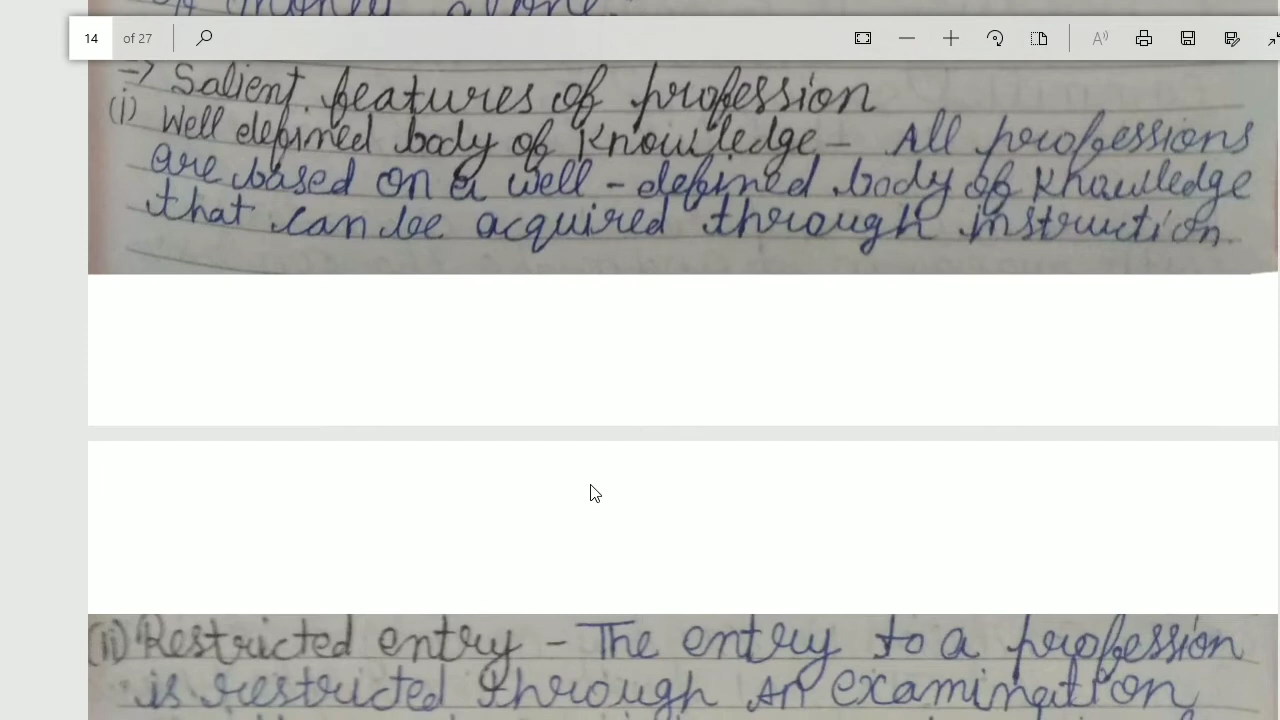 14 of 27
→ Salient features of profession
(i) Well defined body of Knowledge - All professions
are based on a well-defined body of Knowledge
that can be acquired through instruction.
(ii) Restricted entry - The entry to a profession
is restricted through an examination